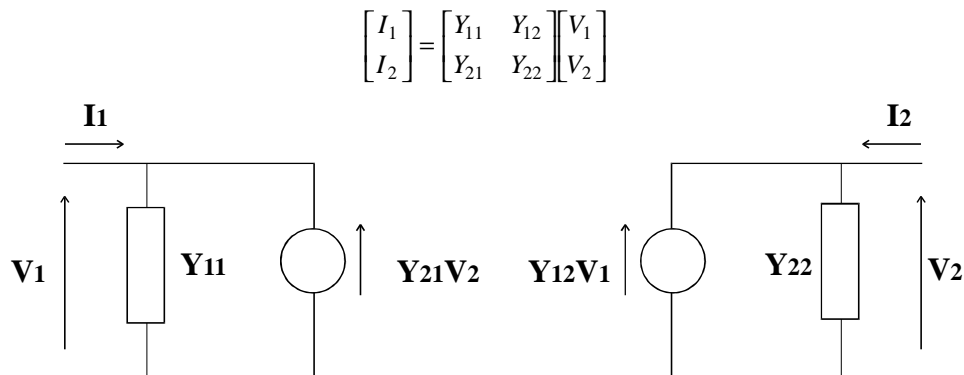 [I1] = [Y11 Y12] [V1]
[I2] [Y21 Y22] [V2]
I1 I2
V1 Y11 Y21V2 Y12V1 Y22 V2